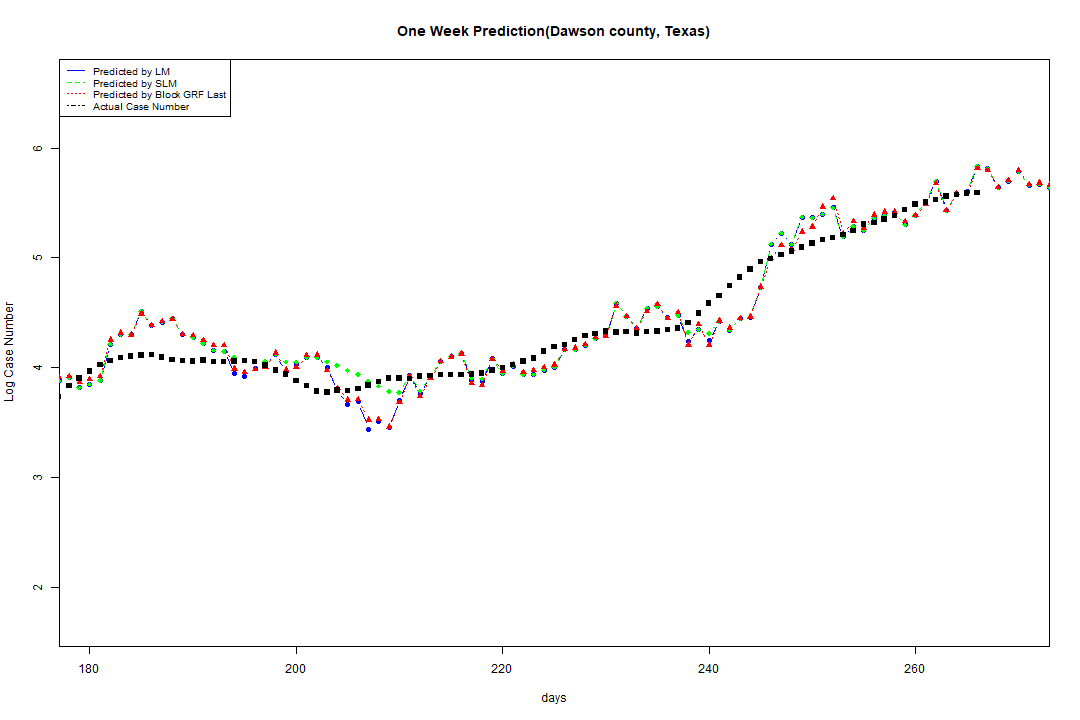 One Week Prediction(Dawson county, Texas)
Predicted by LM
Predicted by SLM
Predicted by Block GRF Last
Actual Case Number
6
5
4
3
2
Log Case Number
180 200 220 240 260
days